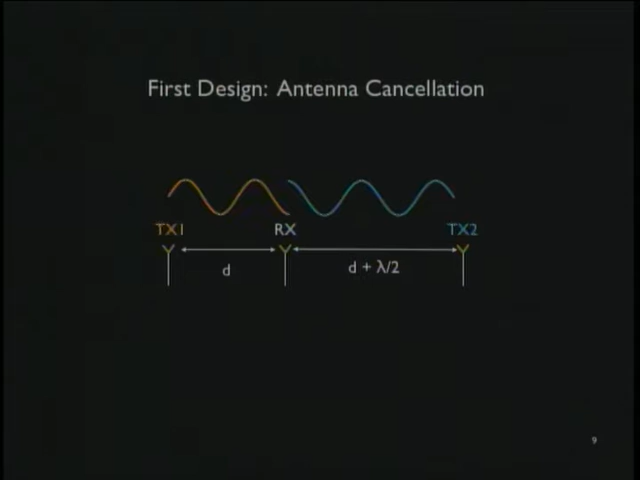 First Design: Antenna Cancellation
TX1 RX TX2
d d + λ/2
9